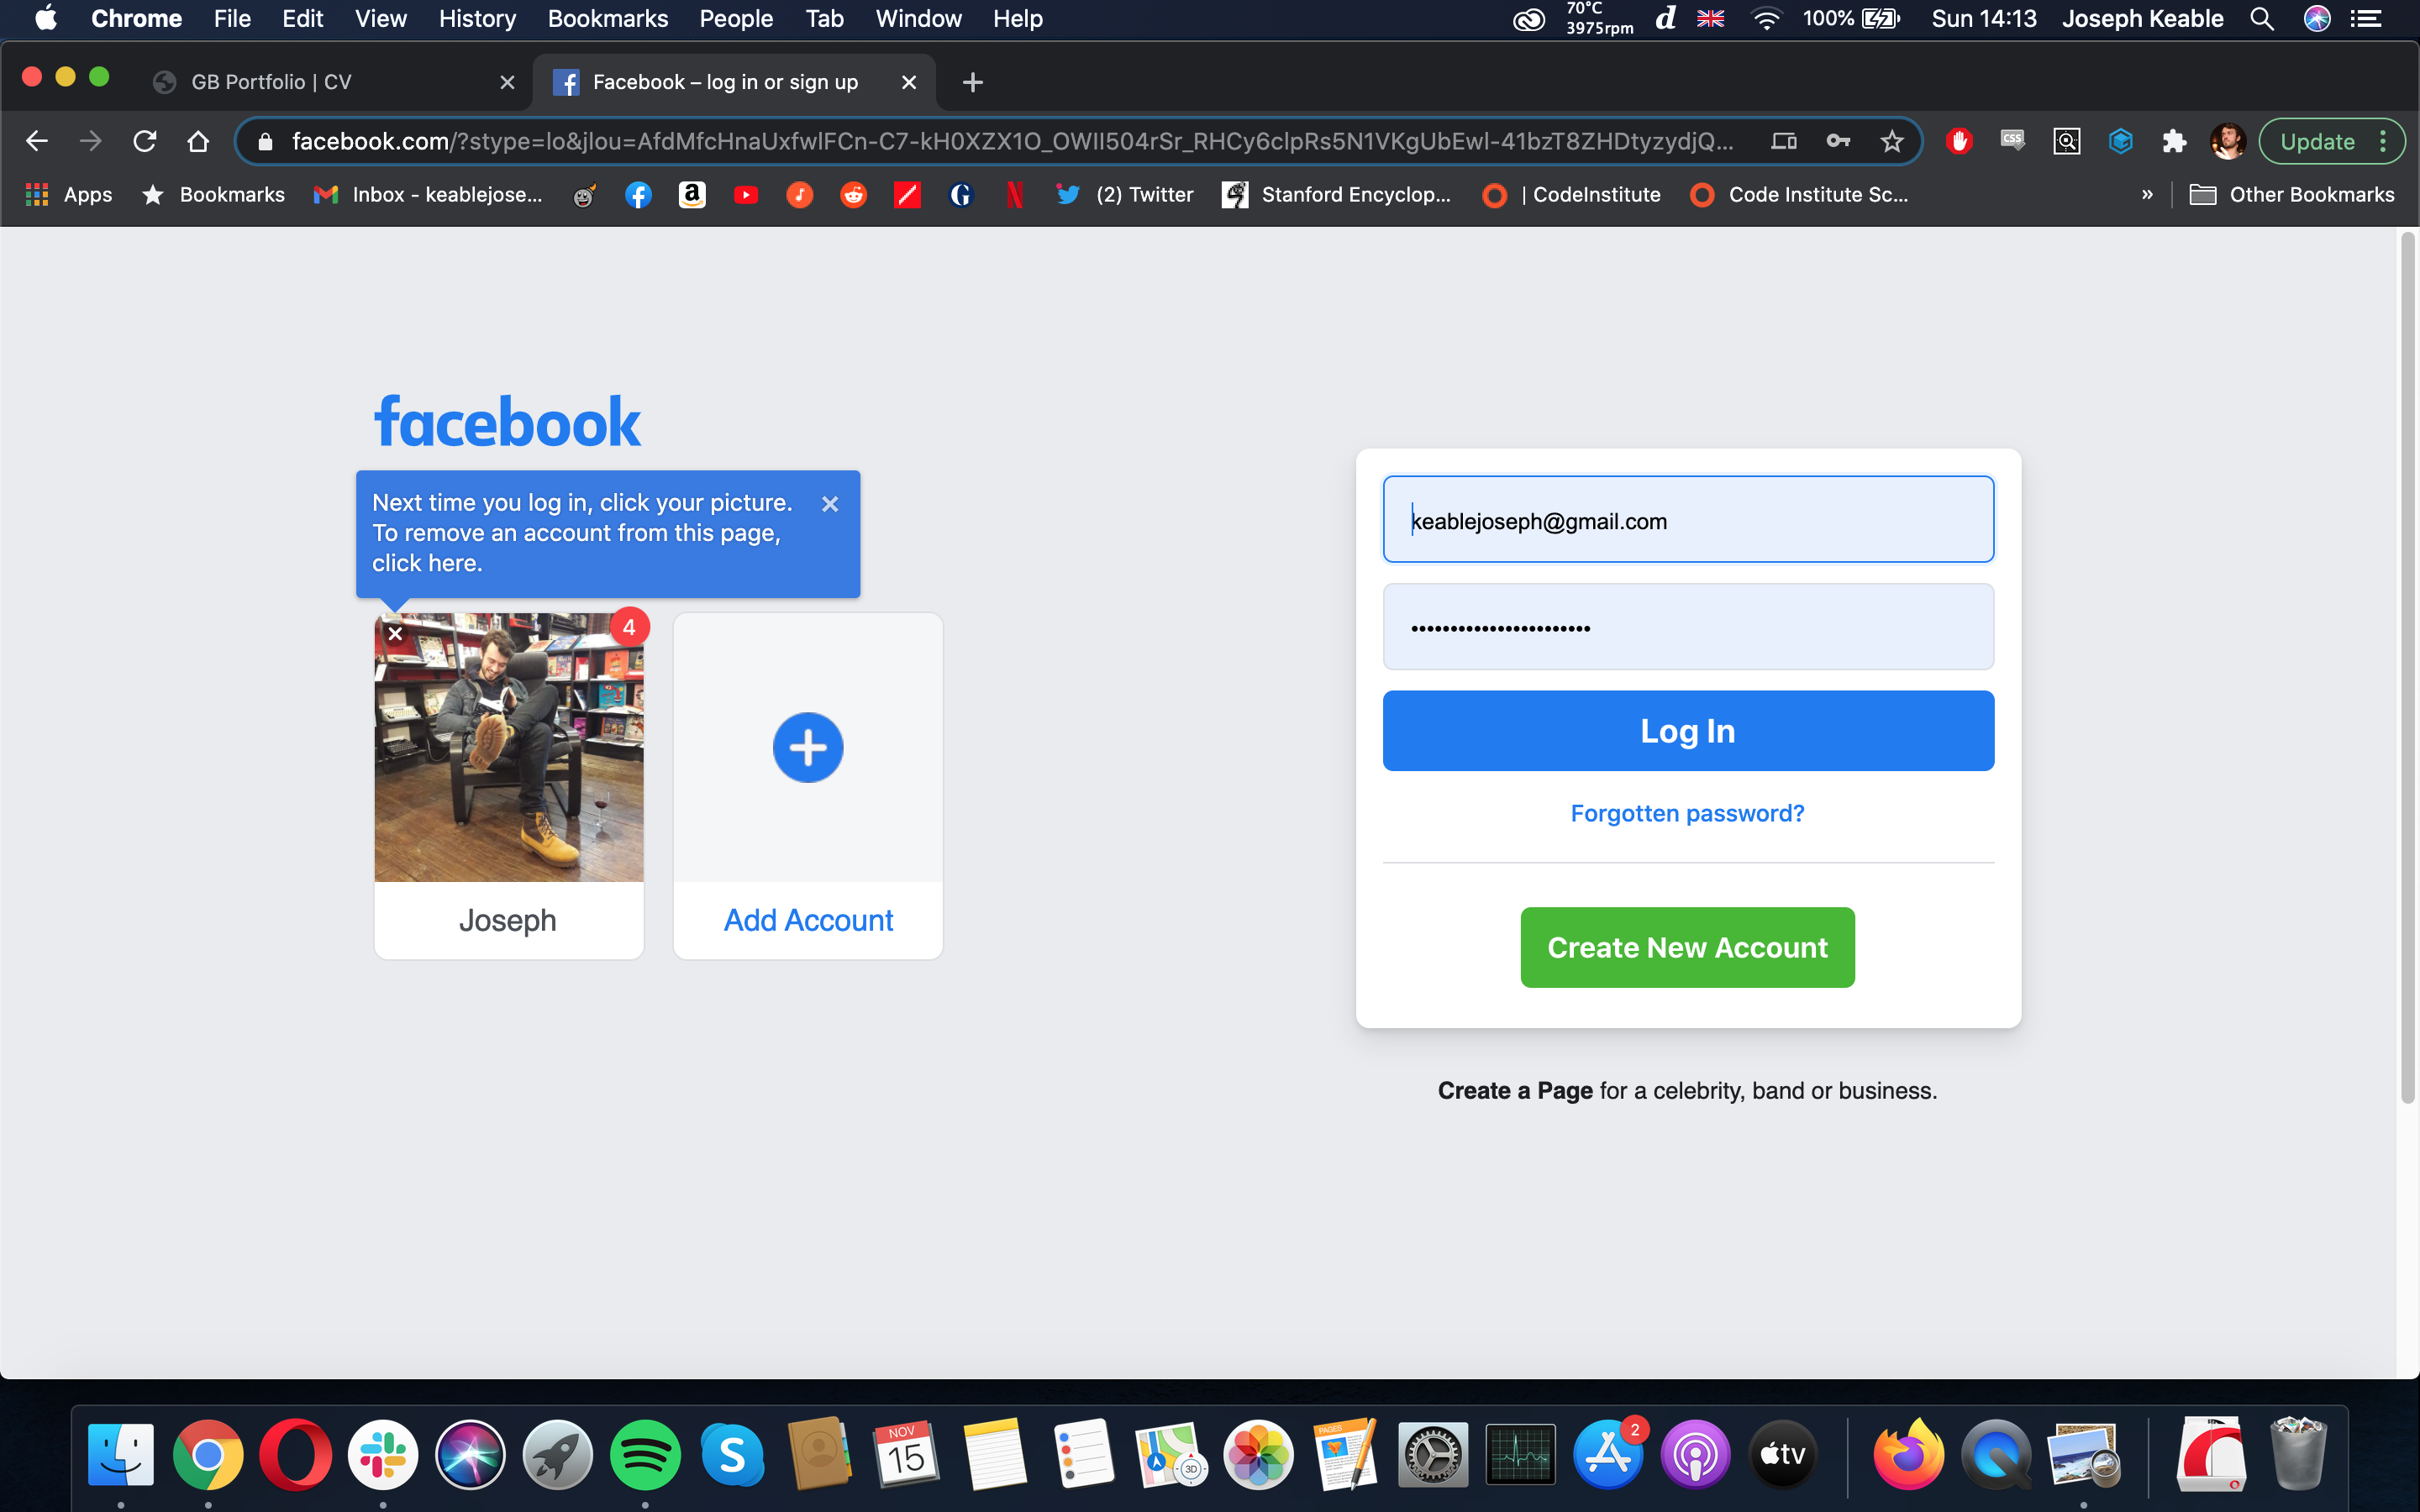 Chrome File Edit View History Bookmarks People Tab Window Help
70°C
3975rpm
100%
Sun 14:13
Joseph Keable
GB Portfolio | CV
Facebook – log in or sign up
facebook.com/?stype=lo&jlou=AfdMfcHnaUxfwlFCn-C7-kH0XZX1O_OWII504rSr_RHCy6clpRs5N1VKgUbEwl-41bzT8ZHDtyzydjQ...
CSS
Update
Apps
Bookmarks
Inbox - keablejose...
(2) Twitter
Stanford Encyclop...
| CodeInstitute
Code Institute Sc...
»
Other Bookmarks
facebook
Next time you log in, click your picture.
To remove an account from this page,
click here.
4
Joseph
Add Account
keablejoseph@gmail.com
•••••••••••••••••••••••
Log In
Forgotten password?
Create New Account
Create a Page for a celebrity, band or business.
NOV
15
3D
PAGES
2
tv